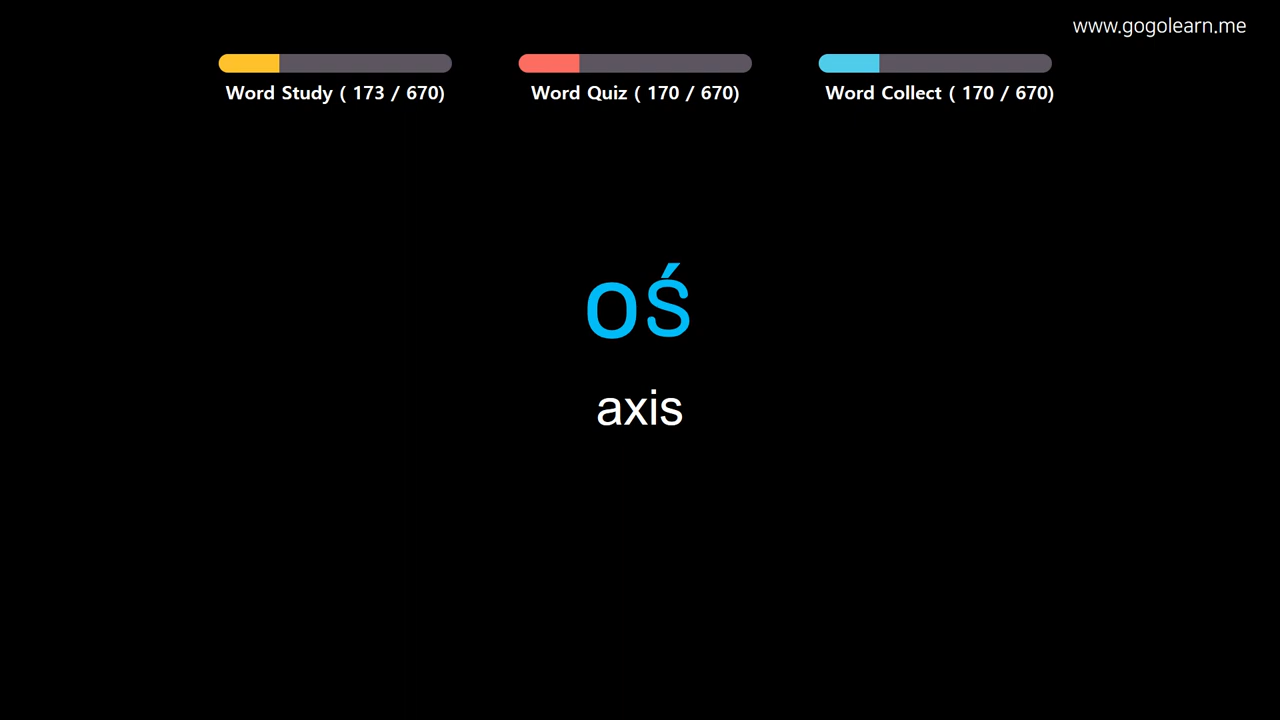 www.gogolearn.me
Word Study ( 173 / 670)
Word Quiz ( 170 / 670)
Word Collect ( 170 / 670)
oś
axis